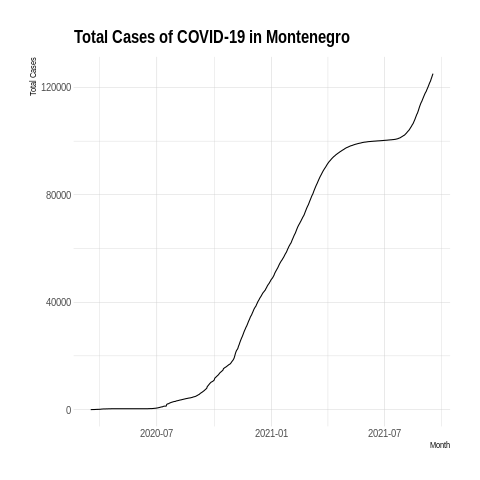 Total Cases of COVID-19 in Montenegro
Total Cases
120000
80000
40000
0
2020-07
2021-01
2021-07
Month